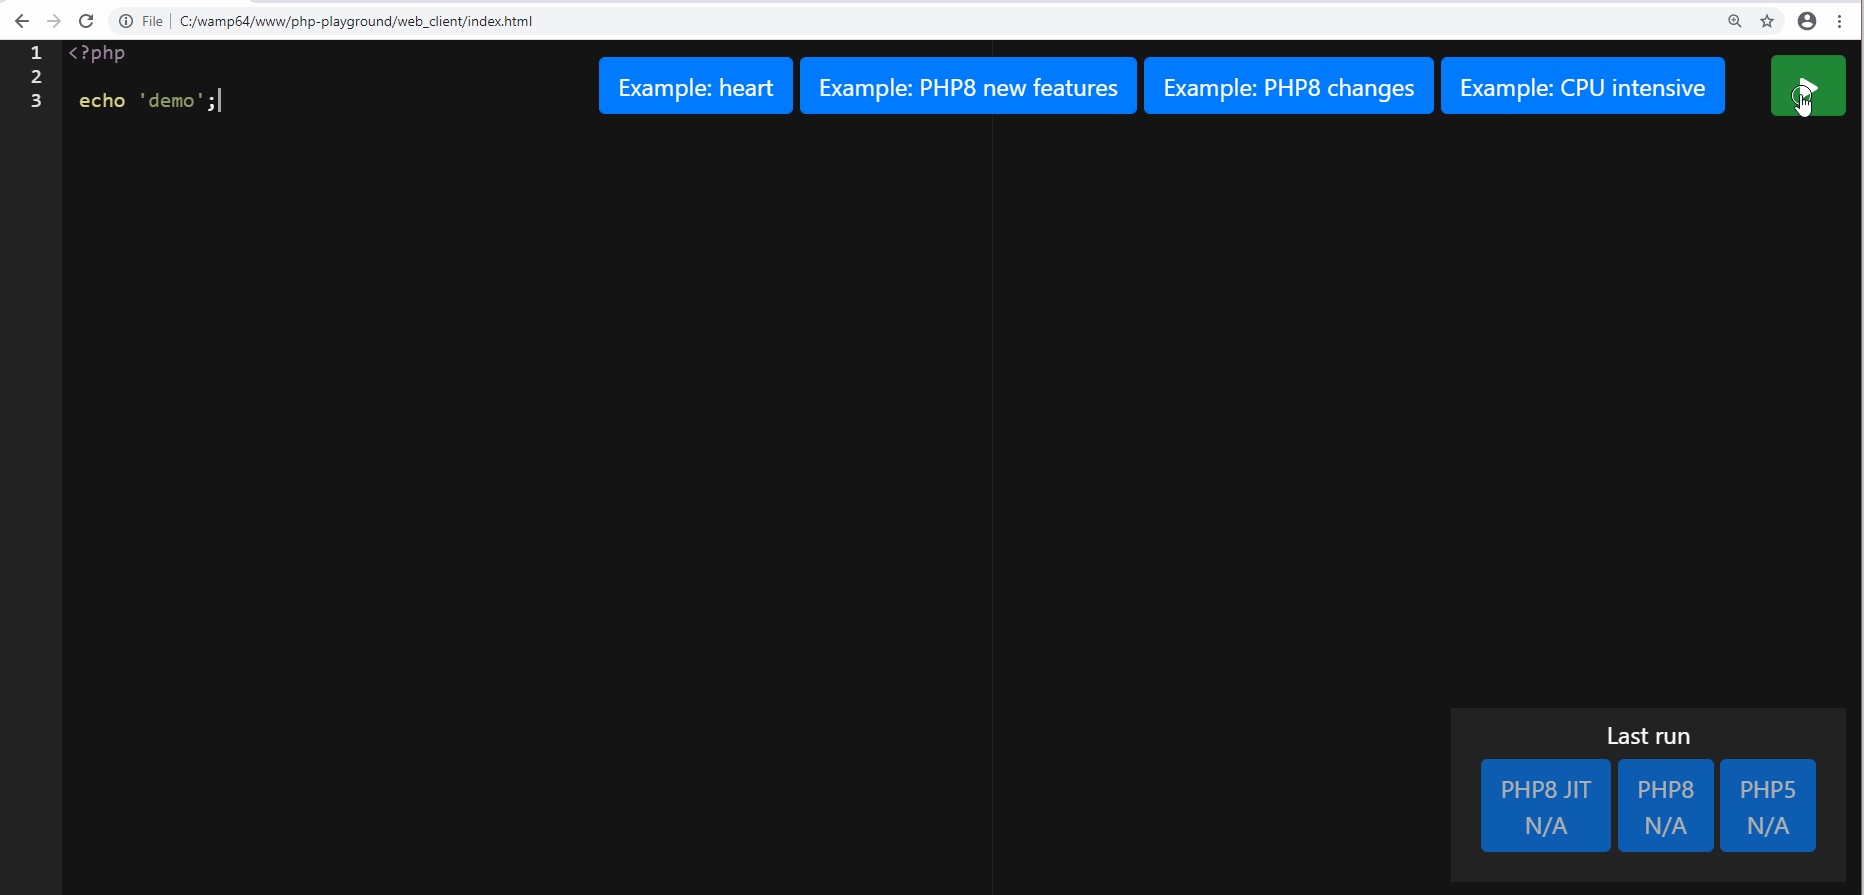 File C:/wamp64/www/php-playground/web_client/index.html
1 <?php
2
3 echo 'demo';
Example: heart Example: PHP8 new features Example: PHP8 changes Example: CPU intensive
Last run
PHP8 JIT PHP8 PHP5
N/A N/A N/A